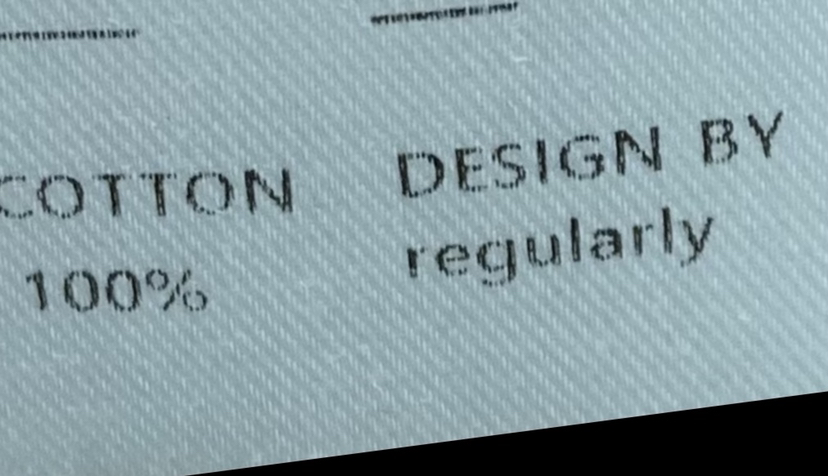 COTTON
100%
DESIGN BY
regularly